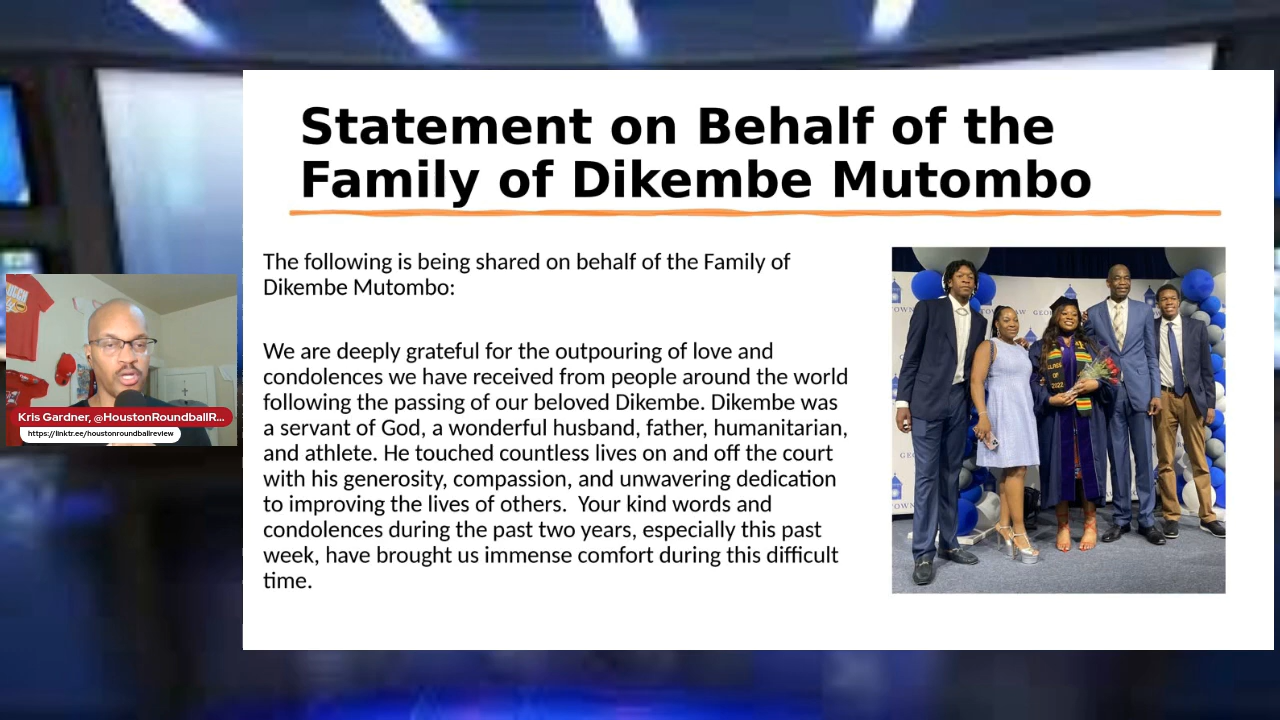 Statement on Behalf of the
Family of Dikembe Mutombo
The following is being shared on behalf of the Family of
Dikembe Mutombo:
We are deeply grateful for the outpouring of love and
condolences we have received from people around the world
following the passing of our beloved Dikembe. Dikembe was
a servant of God, a wonderful husband, father, humanitarian,
and athlete. He touched countless lives on and off the court
with his generosity, compassion, and unwavering dedication
to improving the lives of others.  Your kind words and
condolences during the past two years, especially this past
week, have brought us immense comfort during this difficult
time.
CLASS
OF
2022
Kris Gardner, @HoustonRoundballR...
https://linktr.ee/houstonroundballreview